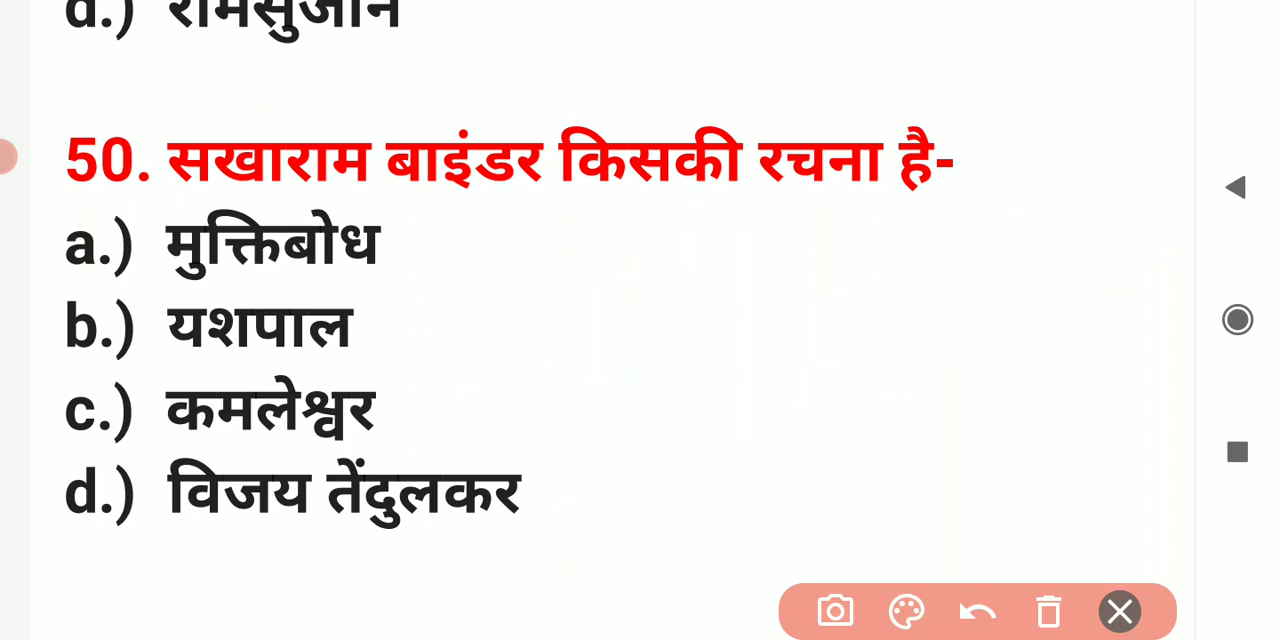 d.) रामसुजान
50. सखाराम बाइंडर किसकी रचना है-
a.) मुक्तिबोध
b.) यशपाल
c.) कमलेश्वर
d.) विजय तेंदुलकर